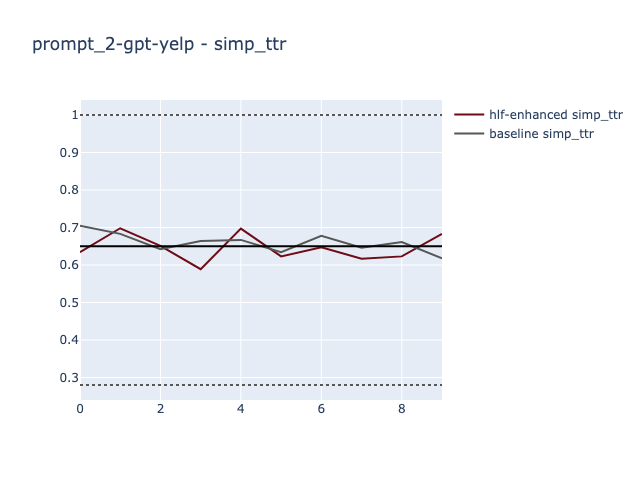 prompt_2-gpt-yelp - simp_ttr
hlf-enhanced simp_ttr
baseline simp_ttr
1
0.9
0.8
0.7
0.6
0.5
0.4
0.3
0 2 4 6 8